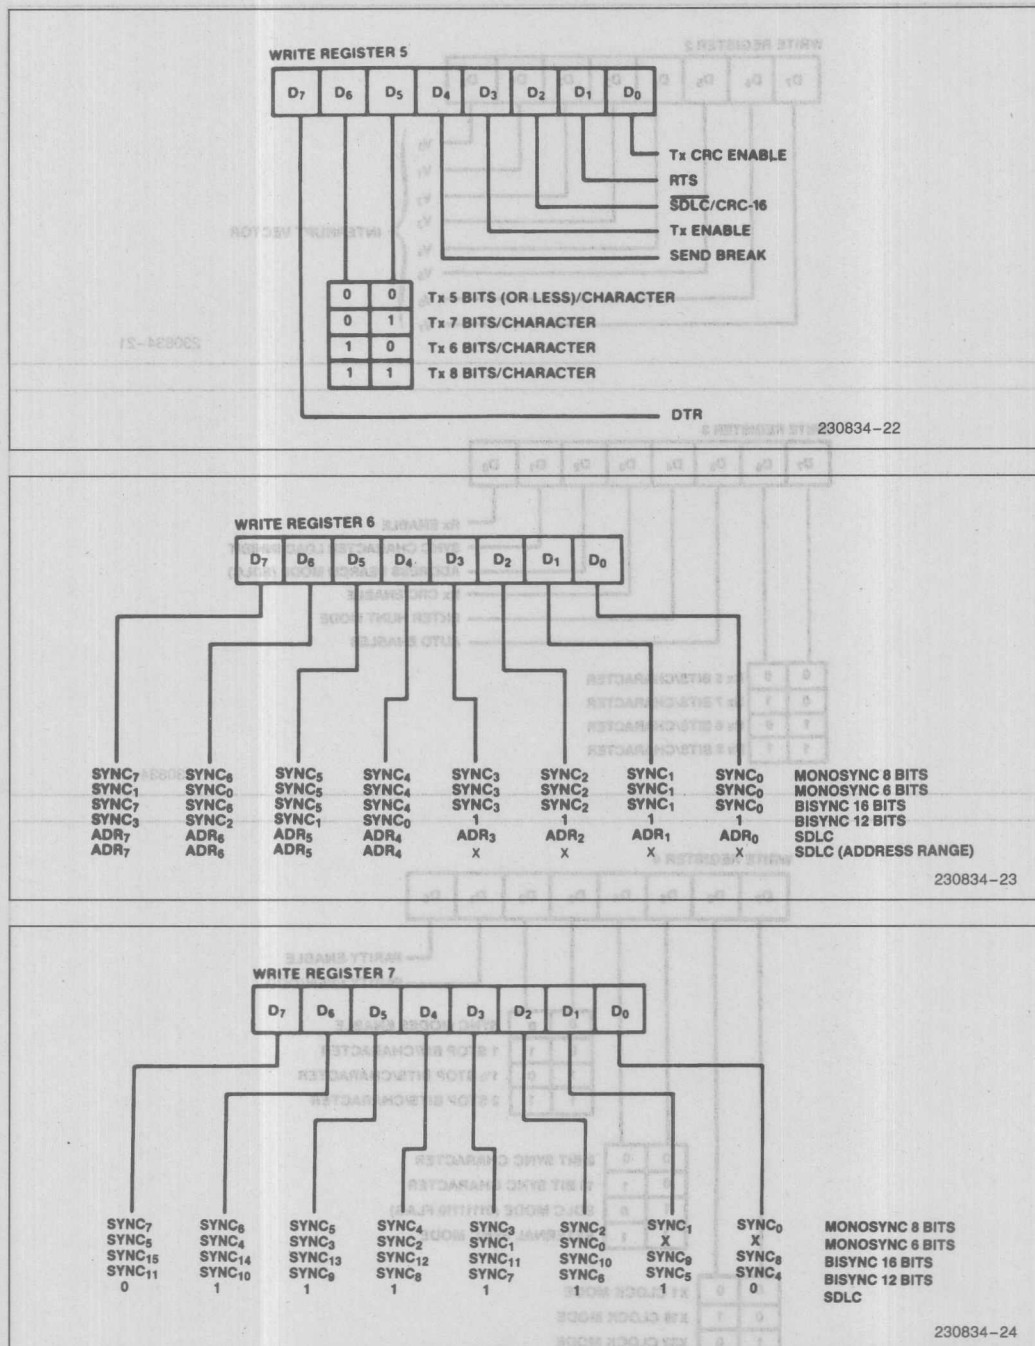 WRITE REGISTER 5
D7 D6 D5 D4 D3 D2 D1 D0
Tx CRC ENABLE
RTS
S̅D̅L̅C̅/CRC-16
Tx ENABLE
SEND BREAK
0 0 Tx 5 BITS (OR LESS)/CHARACTER
0 1 Tx 7 BITS/CHARACTER
1 0 Tx 6 BITS/CHARACTER
1 1 Tx 8 BITS/CHARACTER
DTR
230834-22
WRITE REGISTER 6
D7 D6 D5 D4 D3 D2 D1 D0
SYNC7 SYNC6 SYNC5 SYNC4 SYNC3 SYNC2 SYNC1 SYNC0 MONOSYNC 8 BITS
SYNC1 SYNC0 SYNC5 SYNC4 SYNC3 SYNC2 SYNC1 SYNC0 MONOSYNC 6 BITS
SYNC7 SYNC6 SYNC5 SYNC4 SYNC3 SYNC2 SYNC1 SYNC0 BISYNC 16 BITS
SYNC3 SYNC2 SYNC1 SYNC0 1 1 1 1 BISYNC 12 BITS
ADR7 ADR6 ADR5 ADR4 ADR3 ADR2 ADR1 ADR0 SDLC
ADR7 ADR6 ADR5 ADR4 X X X X SDLC (ADDRESS RANGE)
230834-23
WRITE REGISTER 7
D7 D6 D5 D4 D3 D2 D1 D0
SYNC7 SYNC6 SYNC5 SYNC4 SYNC3 SYNC2 SYNC1 SYNC0 MONOSYNC 8 BITS
SYNC5 SYNC4 SYNC3 SYNC2 SYNC1 SYNC0 X X MONOSYNC 6 BITS
SYNC15 SYNC14 SYNC13 SYNC12 SYNC11 SYNC10 SYNC9 SYNC8 BISYNC 16 BITS
SYNC11 SYNC10 SYNC9 SYNC8 SYNC7 SYNC6 SYNC5 SYNC4 BISYNC 12 BITS
0 1 1 1 1 1 1 0 SDLC
230834-24